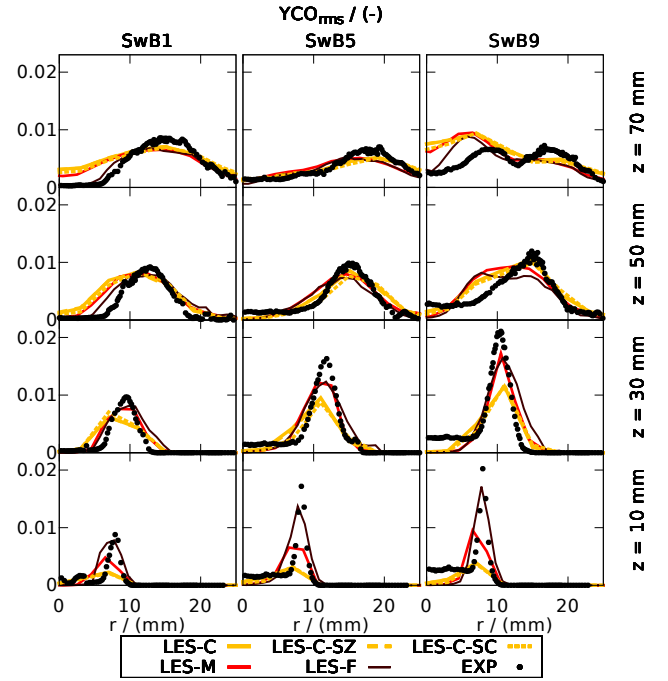 YCOrms / (-)
SwB1 SwB5 SwB9
0.02
0.01
0
z = 70 mm
0.02
0.01
0
z = 50 mm
0.02
0.01
0
z = 30 mm
0.02
0.01
0
z = 10 mm
0 10 20 0 10 20 0 10 20
r / (mm) r / (mm) r / (mm)
LES-C LES-C-SZ LES-C-SC
LES-M LES-F EXP